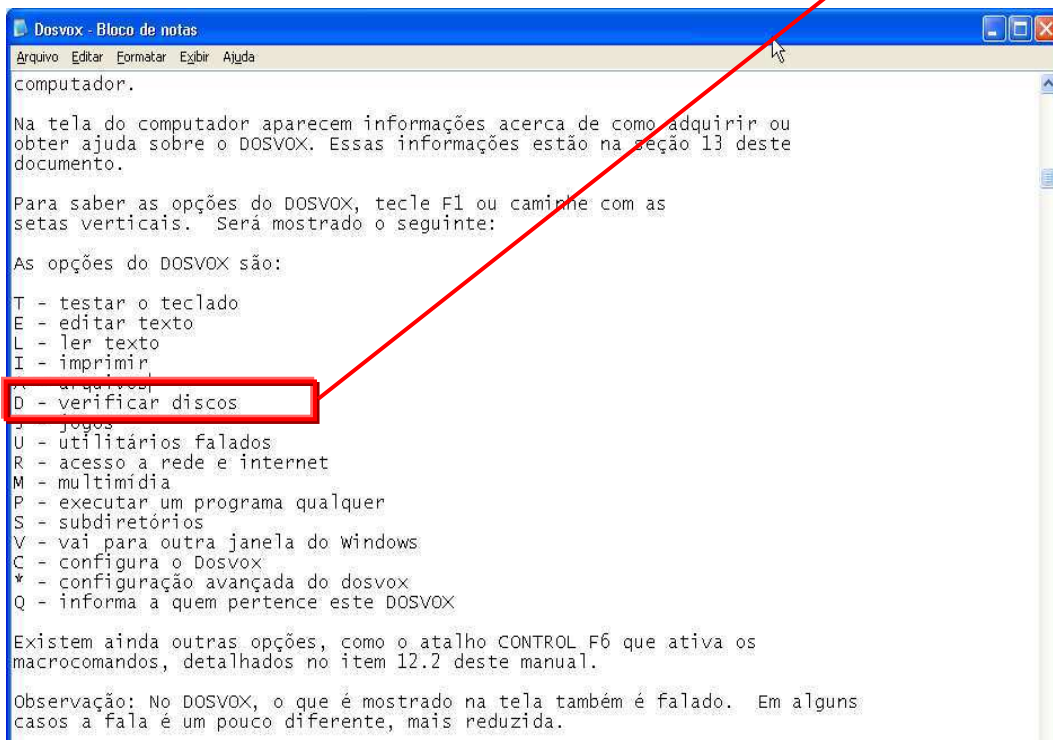 Dosvox - Bloco de notas
Arquivo Editar Formatar Exibir Ajuda
computador.
Na tela do computador aparecem informações acerca de como adquirir ou
obter ajuda sobre o DOSVOX. Essas informações estão na seção 13 deste
documento.
Para saber as opções do DOSVOX, tecle F1 ou caminhe com as
setas verticais.  Será mostrado o seguinte:
As opções do DOSVOX são:
T - testar o teclado
E - editar texto
L - ler texto
I - imprimir
A - arquivos
D - verificar discos
J - jogos
U - utilitários falados
R - acesso a rede e internet
M - multimídia
P - executar um programa qualquer
S - subdiretórios
V - vai para outra janela do Windows
C - configura o Dosvox
* - configuração avançada do dosvox
Q - informa a quem pertence este DOSVOX
Existem ainda outras opções, como o atalho CONTROL F6 que ativa os
macrocomandos, detalhados no item 12.2 deste manual.
Observação: No DOSVOX, o que é mostrado na tela também é falado.  Em alguns
casos a fala é um pouco diferente, mais reduzida.